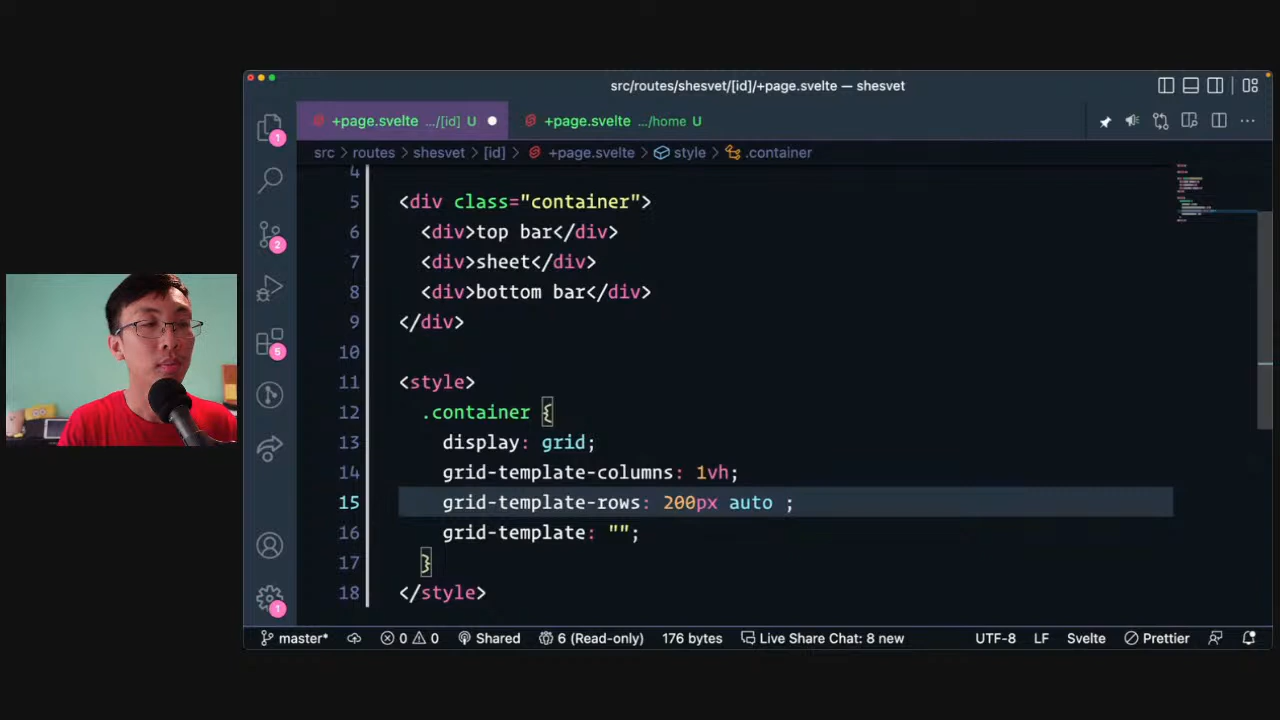 src/routes/shesvet/[id]/+page.svelte — shesvet
+page.svelte .../[id] U
+page.svelte .../home U
src > routes > shesvet > [id] > +page.svelte > style > .container
4
5 <div class="container">
6 <div>top bar</div>
7 <div>sheet</div>
8 <div>bottom bar</div>
9 </div>
10
11 <style>
12 .container {
13 display: grid;
14 grid-template-columns: 1vh;
15 grid-template-rows: 200px auto ;
16 grid-template: "";
17 }
18 </style>
1
2
5
1
master* 0 0 Shared 6 (Read-only) 176 bytes Live Share Chat: 8 new UTF-8 LF Svelte Prettier